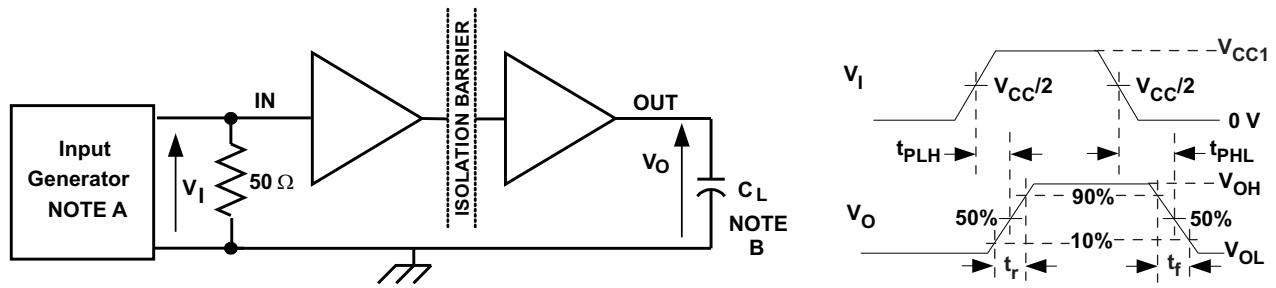 Input
Generator
NOTE A
V_I
50 Ω
IN
ISOLATION BARRIER
OUT
V_O
C_L
NOTE
B
V_I
V_CC1
V_CC/2
V_CC/2
0 V
t_PLH
t_PHL
V_O
V_OH
90%
50%
50%
10%
V_OL
t_r
t_f